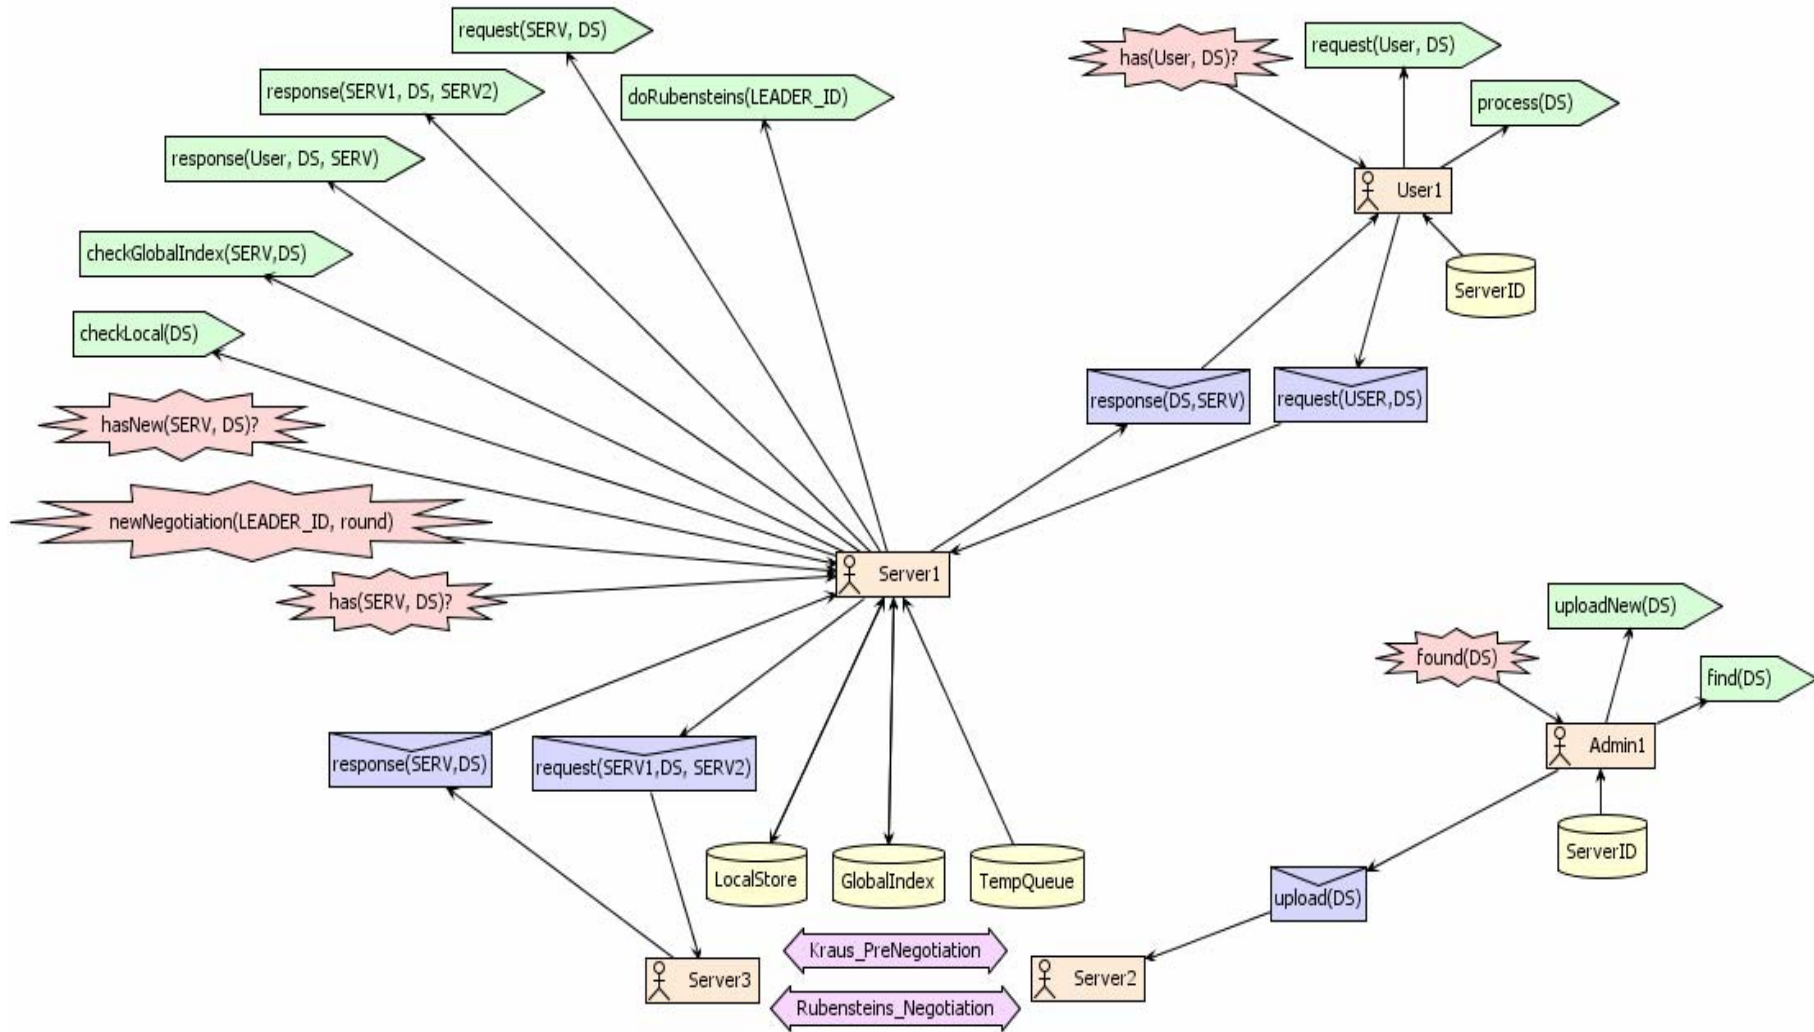 request(SERV, DS)
has(User, DS)?
request(User, DS)
response(SERV1, DS, SERV2)
doRubensteins(LEADER_ID)
process(DS)
response(User, DS, SERV)
User1
checkGlobalIndex(SERV,DS)
ServerID
checkLocal(DS)
response(DS,SERV)
request(USER,DS)
hasNew(SERV, DS)?
newNegotiation(LEADER_ID, round)
Server1
has(SERV, DS)?
uploadNew(DS)
found(DS)
find(DS)
Admin1
response(SERV,DS)
request(SERV1,DS, SERV2)
ServerID
LocalStore
GlobalIndex
TempQueue
upload(DS)
Kraus_PreNegotiation
Server3
Server2
Rubensteins_Negotiation